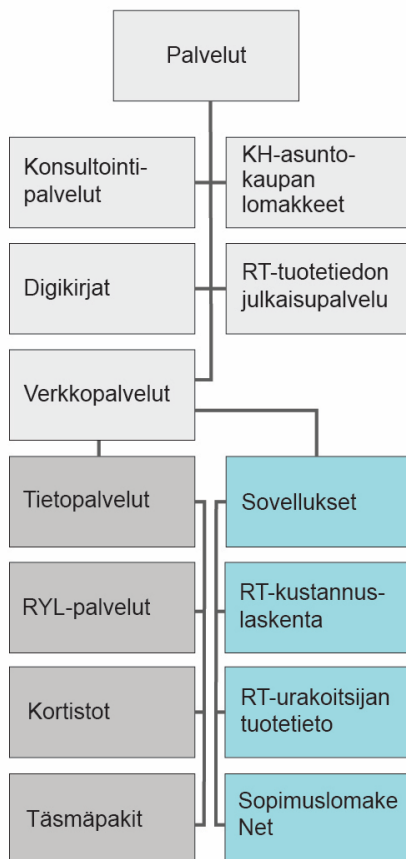 Palvelut
Konsultointi-
palvelut
KH-asunto-
kaupan
lomakkeet
Digikirjat
RT-tuotetiedon
julkaisupalvelu
Verkkopalvelut
Tietopalvelut
Sovellukset
RYL-palvelut
RT-kustannus-
laskenta
Kortistot
RT-urakoitsijan
tuotetieto
Täsmäpakit
Sopimuslomake
Net